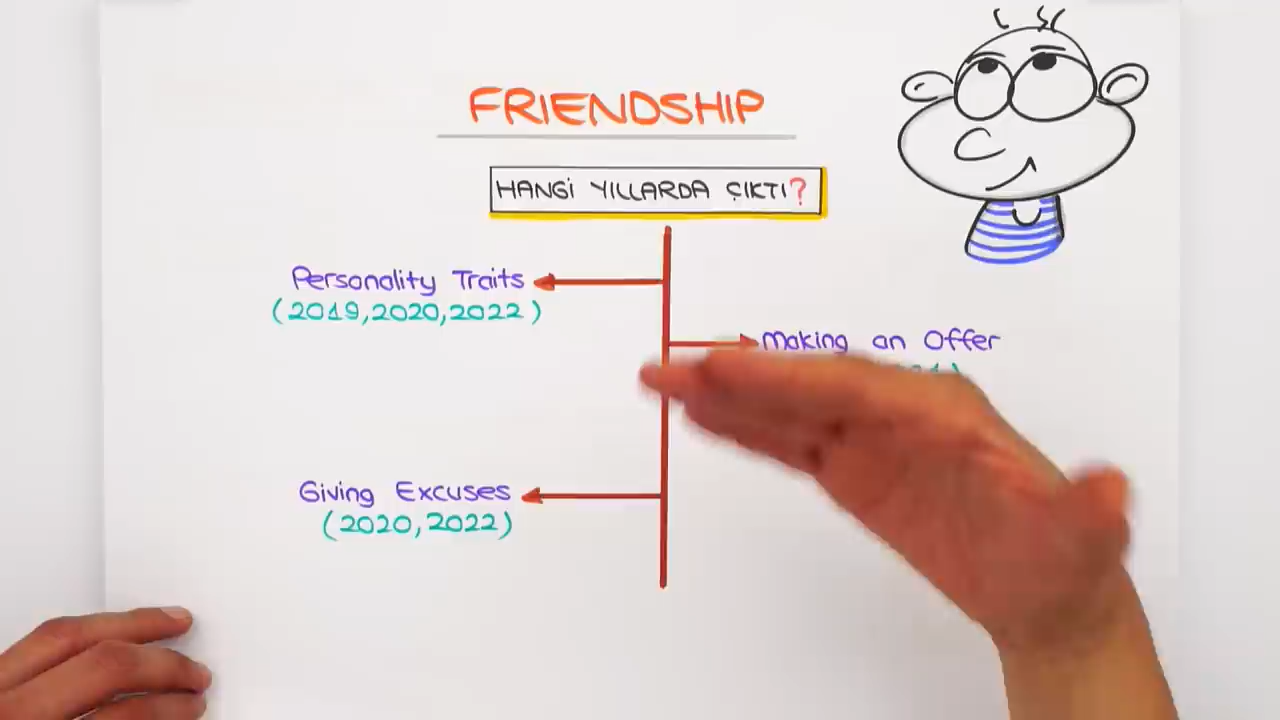 FRIENDSHIP
HANGİ YILLARDA ÇIKTI?
Personality Traits
(2019,2020,2022)
Making an Offer
Giving Excuses
(2020,2022)